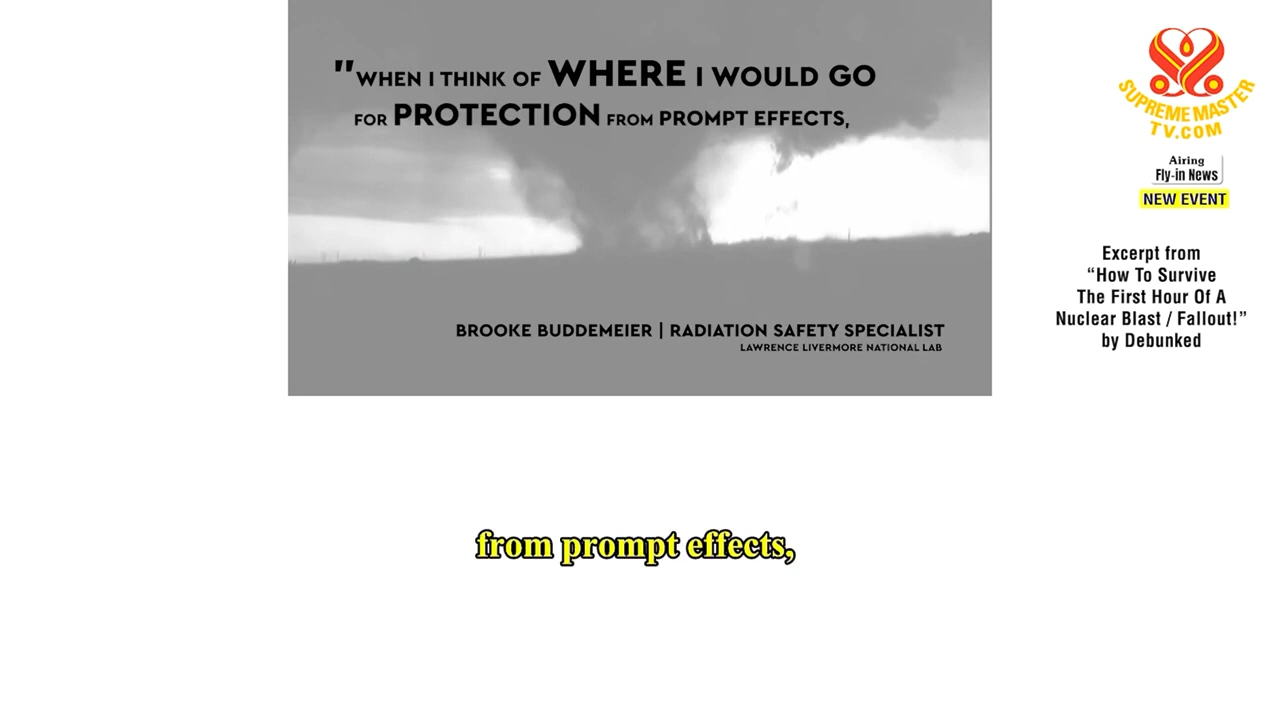 "WHEN I THINK OF WHERE I WOULD GO
FOR PROTECTION FROM PROMPT EFFECTS,
BROOKE BUDDEMEIER | RADIATION SAFETY SPECIALIST
LAWRENCE LIVERMORE NATIONAL LAB
from prompt effects,
SUPREME MASTER
TV.COM
Airing
Fly-in News
NEW EVENT
Excerpt from
“How To Survive
The First Hour Of A
Nuclear Blast / Fallout!”
by Debunked